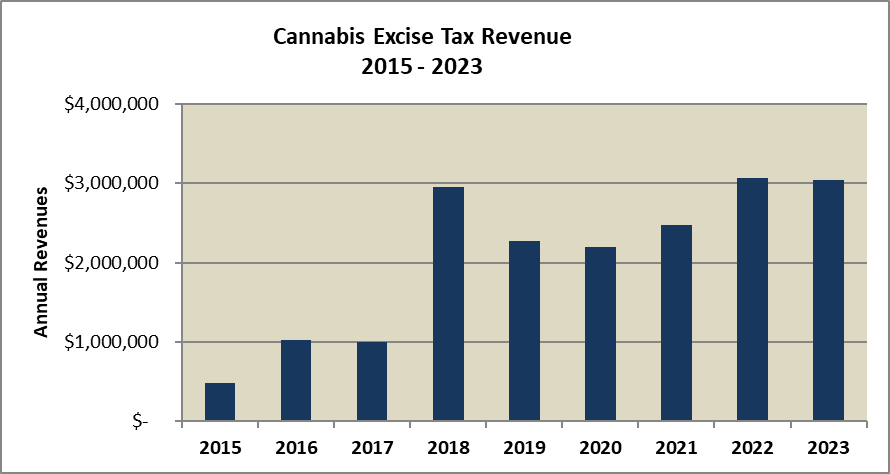 Cannabis Excise Tax Revenue
2015 - 2023
Annual Revenues
$4,000,000
$3,000,000
$2,000,000
$1,000,000
$-
2015 2016 2017 2018 2019 2020 2021 2022 2023